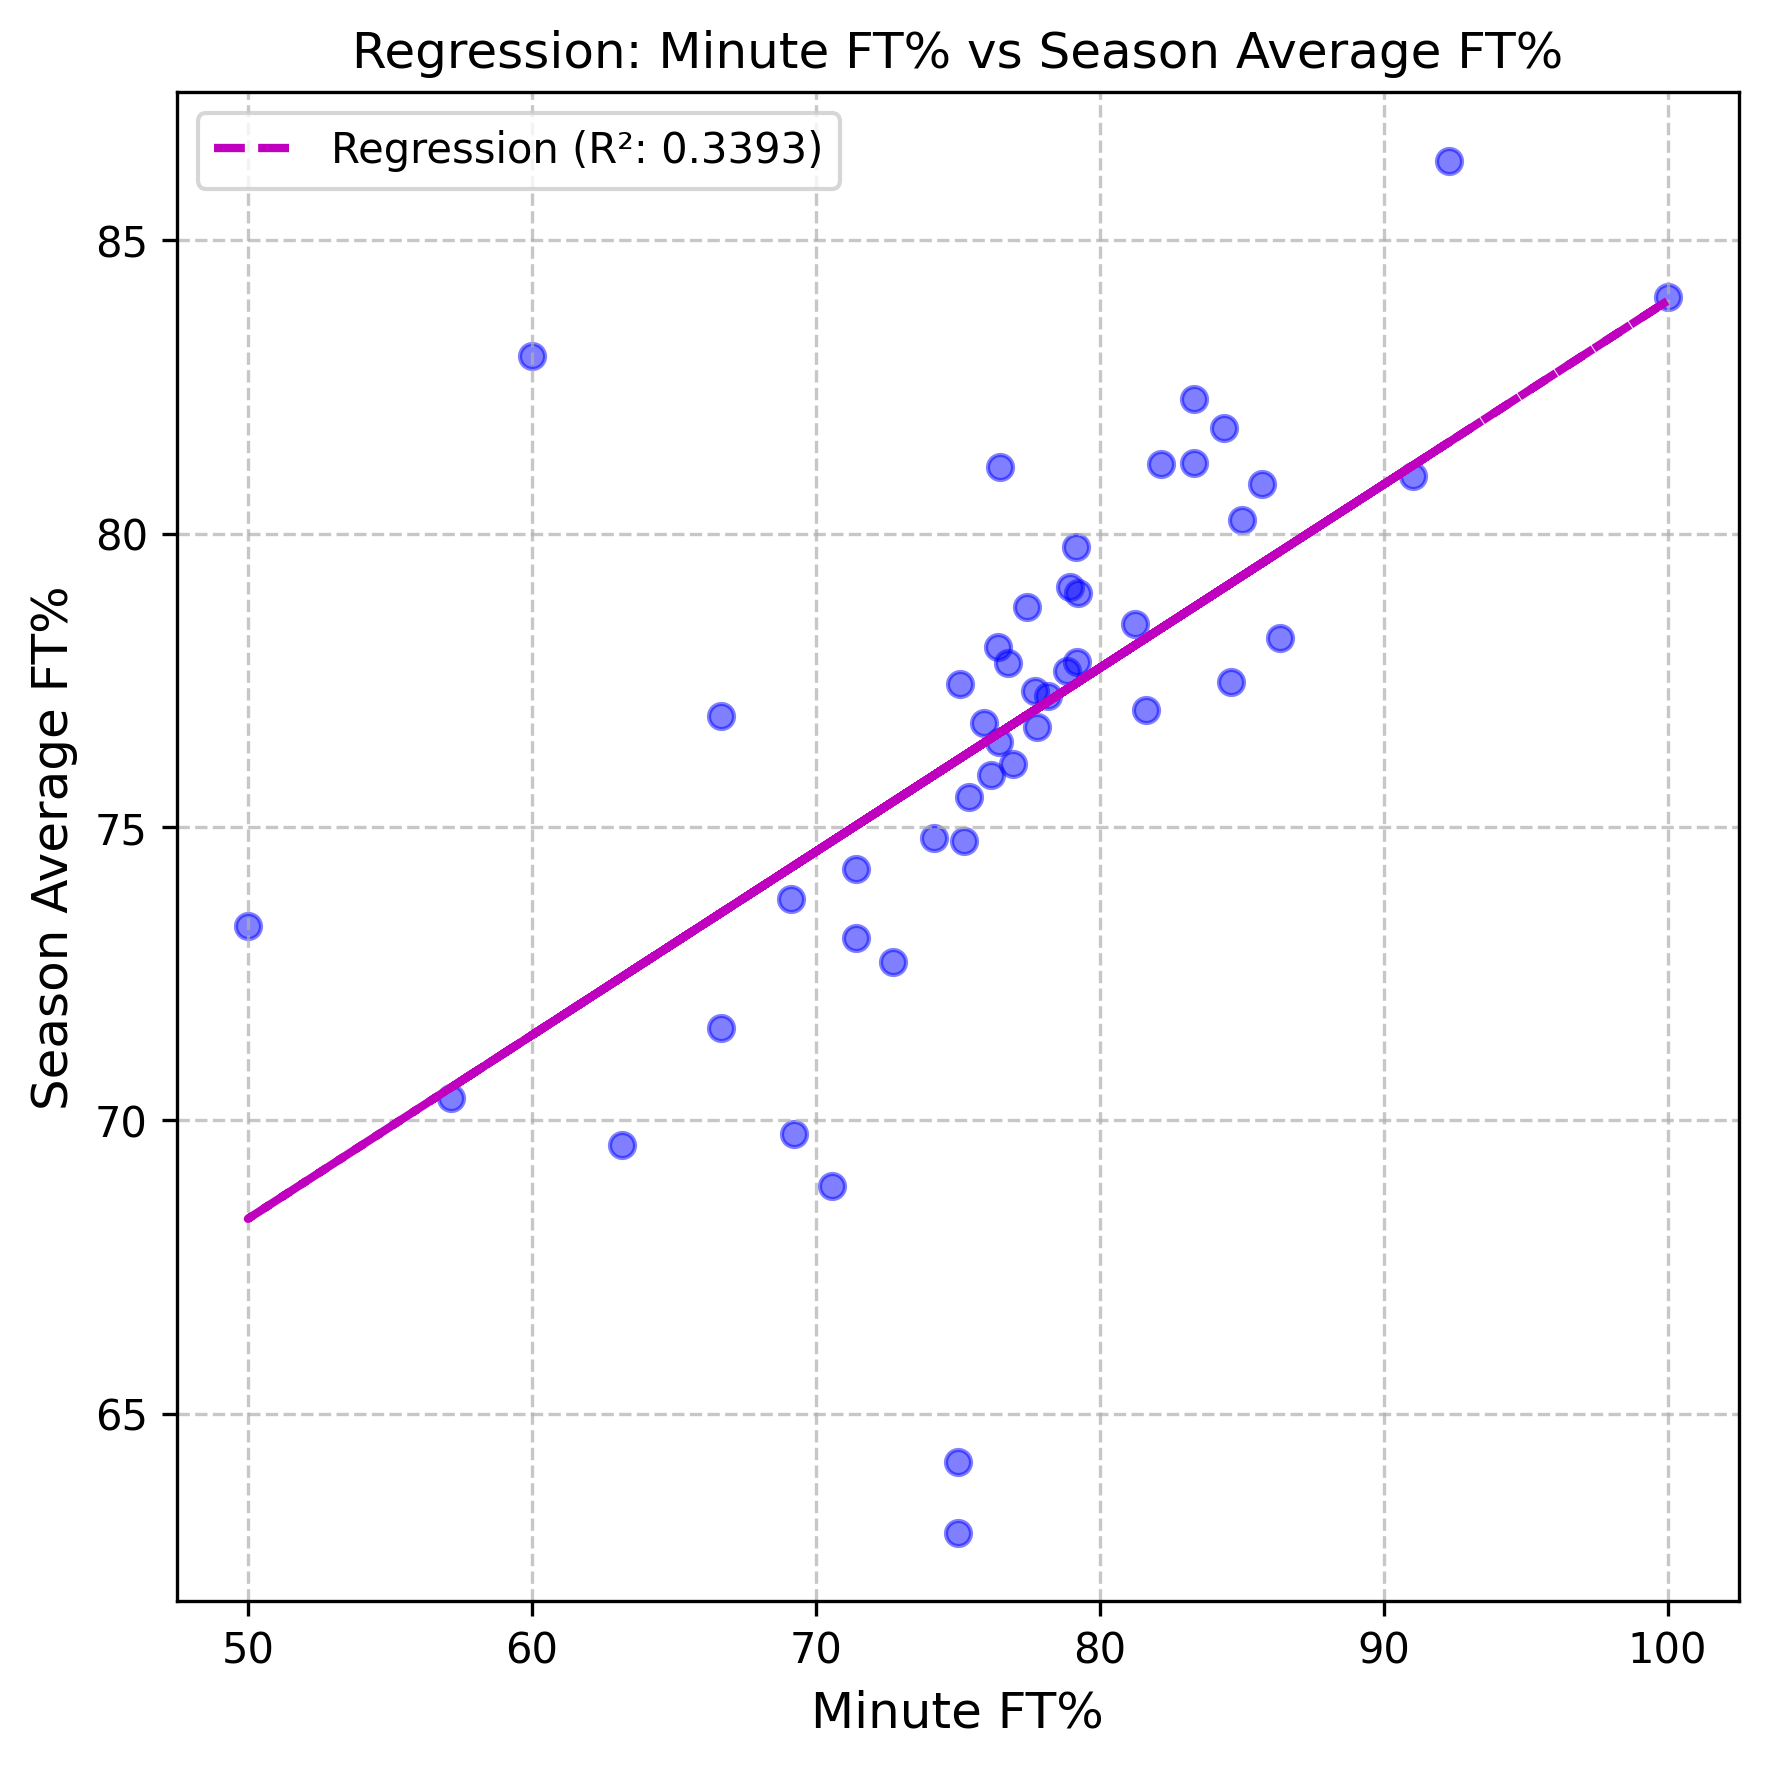 Regression: Minute FT% vs Season Average FT%
Regression (R²: 0.3393)
85
80
75
70
65
Season Average FT%
50 60 70 80 90 100
Minute FT%